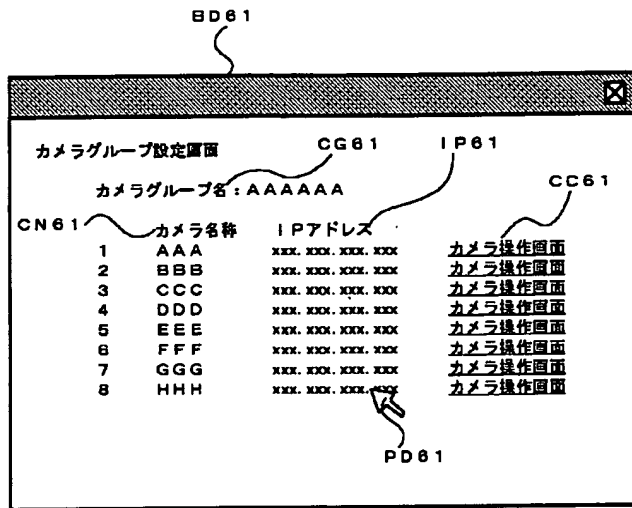 BD61
カメラグループ設定画面
CG61
IP61
カメラグループ名:AAAAAA
CC61
CN61
カメラ名称 IPアドレス
1 AAA xxx. xxx. xxx. xxx カメラ操作画面
2 BBB xxx. xxx. xxx. xxx カメラ操作画面
3 CCC xxx. xxx. xxx. xxx カメラ操作画面
4 DDD xxx. xxx. xxx. xxx カメラ操作画面
5 EEE xxx. xxx. xxx. xxx カメラ操作画面
6 FFF xxx. xxx. xxx. xxx カメラ操作画面
7 GGG xxx. xxx. xxx. xxx カメラ操作画面
8 HHH xxx. xxx. xxx. xxx カメラ操作画面
PD61